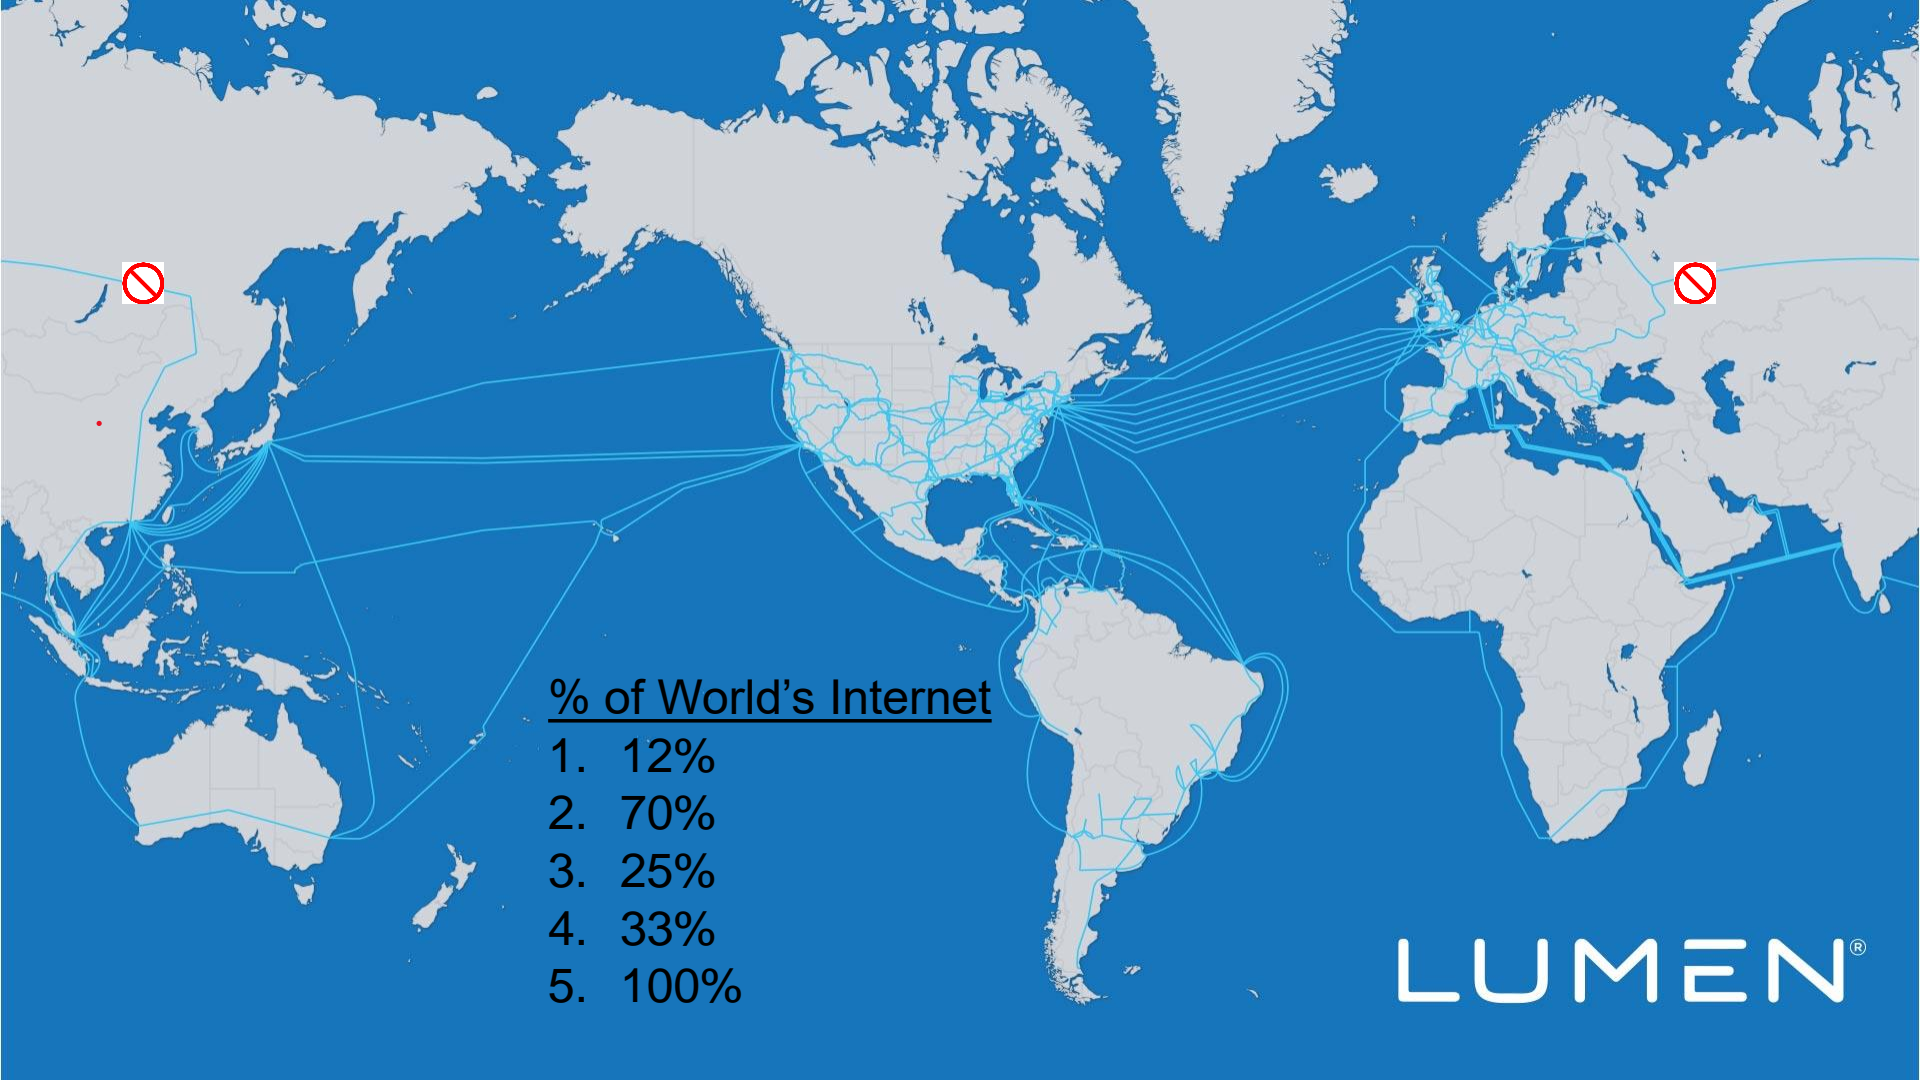 % of World’s Internet
1. 12%
2. 70%
3. 25%
4. 33%
5. 100%
LUMEN®